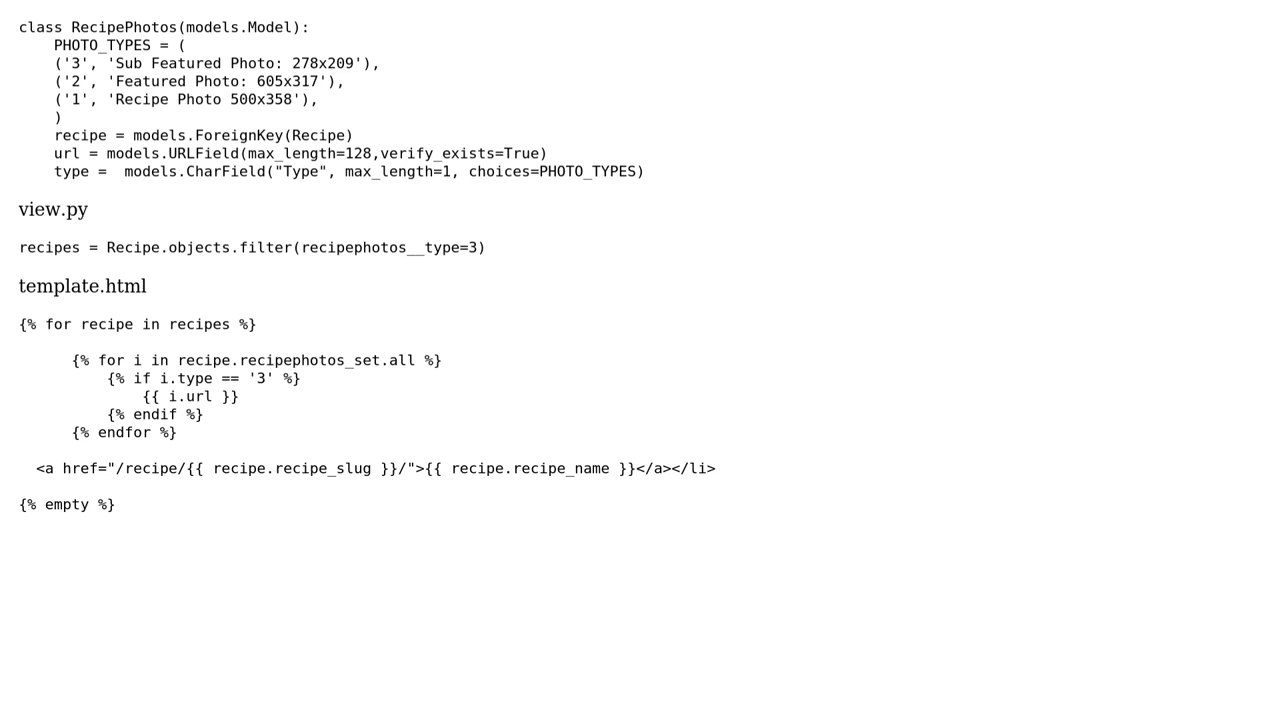 class RecipePhotos(models.Model):
    PHOTO_TYPES = (
    ('3', 'Sub Featured Photo: 278x209'),
    ('2', 'Featured Photo: 605x317'),
    ('1', 'Recipe Photo 500x358'),
    )
    recipe = models.ForeignKey(Recipe)
    url = models.URLField(max_length=128,verify_exists=True)
    type =  models.CharField("Type", max_length=1, choices=PHOTO_TYPES)
view.py
recipes = Recipe.objects.filter(recipephotos__type=3)
template.html
{% for recipe in recipes %}
      {% for i in recipe.recipephotos_set.all %}
          {% if i.type == '3' %}
              {{ i.url }}
          {% endif %}
      {% endfor %}
  <a href="/recipe/{{ recipe.recipe_slug }}/">{{ recipe.recipe_name }}</a></li>
{% empty %}